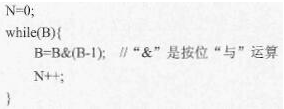 N=0;
while(B){
B=B&(B-1); //“&”是按位“与”运算
N++;
}